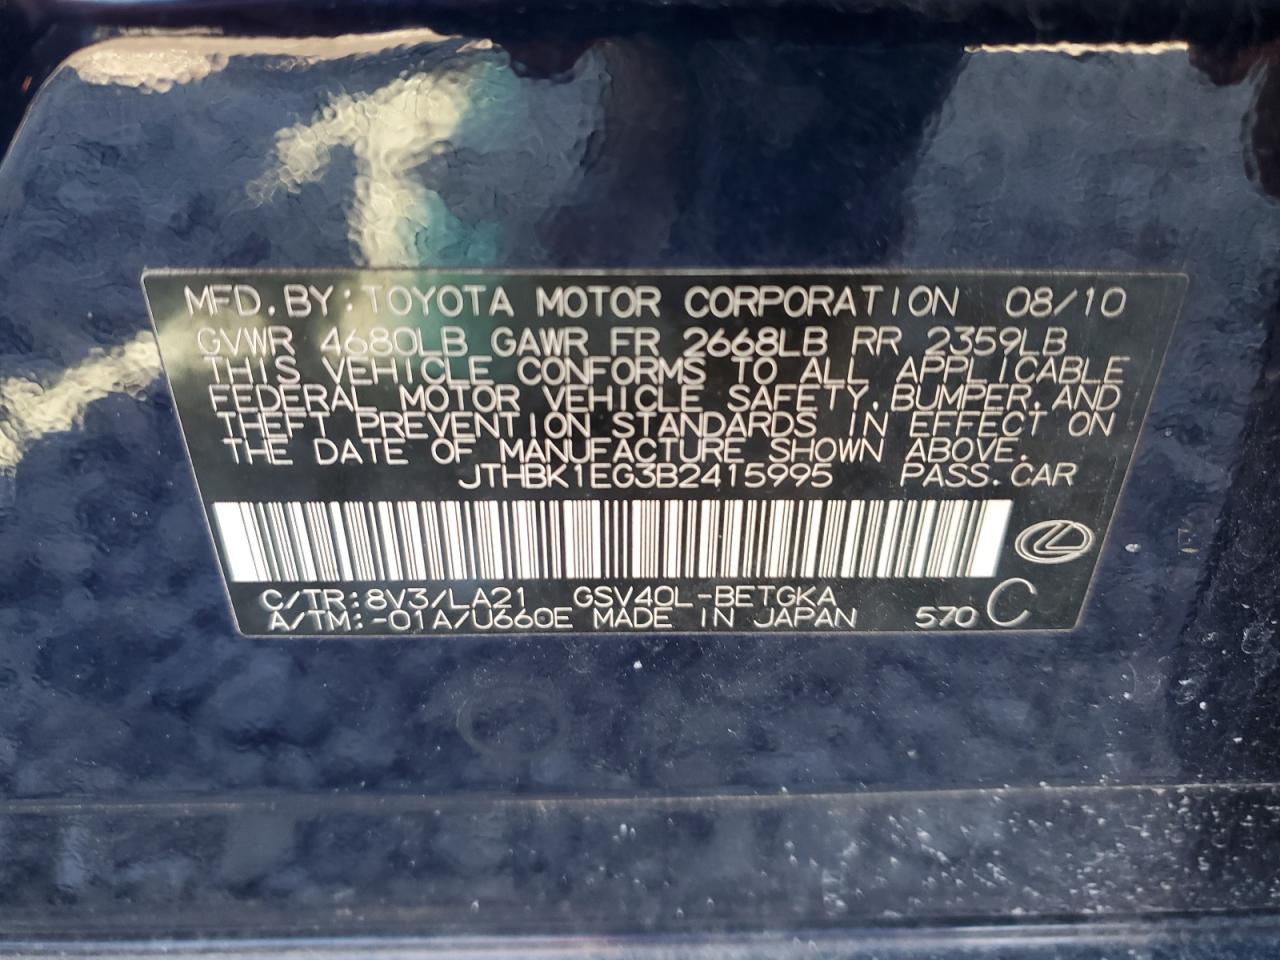 MFD. BY: TOYOTA MOTOR CORPORATION 08/10
GVWR 4680LB GAWR FR 2668LB RR 2359LB
THIS VEHICLE CONFORMS TO ALL APPLICABLE
FEDERAL MOTOR VEHICLE SAFETY, BUMPER, AND
THEFT PREVENTION STANDARDS IN EFFECT ON
THE DATE OF MANUFACTURE SHOWN ABOVE.
JTHBK1EG3B2415995 PASS. CAR
C/TR:8V3/LA21 GSV40L-BETGKA
A/TM:-01A/U660E MADE IN JAPAN 570 C